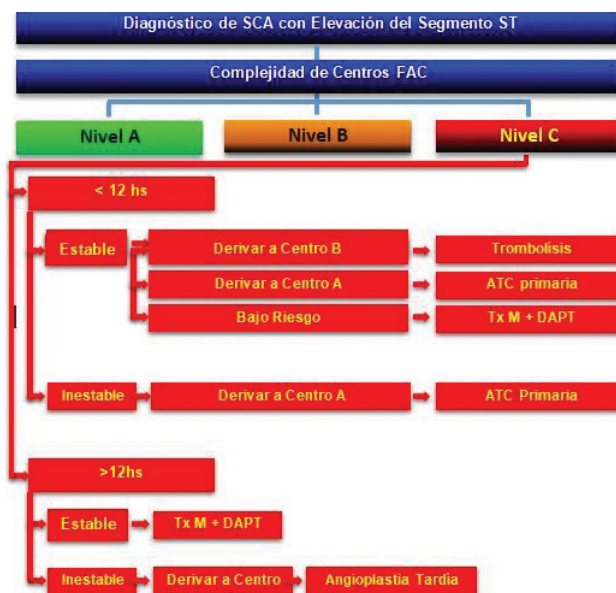 Diagnóstico de SCA con Elevación del Segmento ST
Complejidad de Centros FAC
Nivel A Nivel B Nivel C
< 12 hs
Estable Derivar a Centro B Trombolisis
Derivar a Centro A ATC primaria
Bajo Riesgo Tx M + DAPT
Inestable Derivar a Centro A ATC Primaria
>12hs
Estable Tx M + DAPT
Inestable Derivar a Centro Angioplastia Tardía